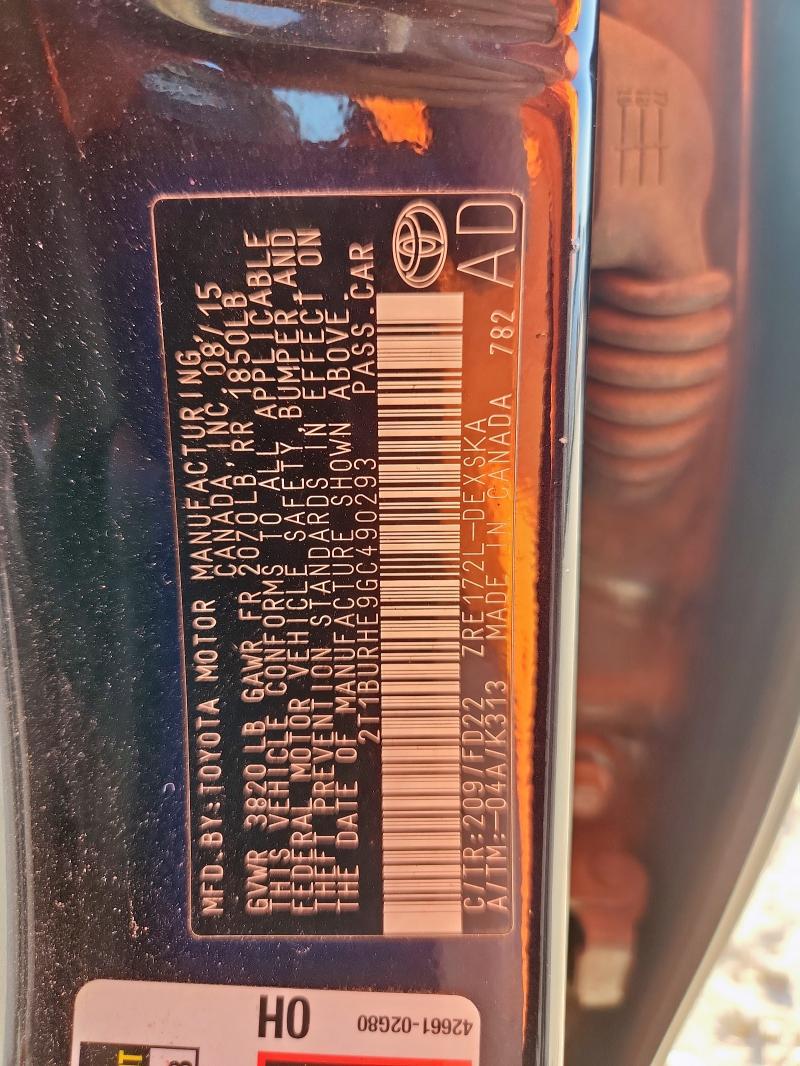 MFD.BY:TOYOTA MOTOR MANUFACTURING,
CANADA,INC 08/15
GVWR 3820LB GAWR FR 2070LB RR 1850LB
THIS VEHICLE CONFORMS TO ALL APPLICABLE
FEDERAL MOTOR VEHICLE SAFETY,BUMPER AND
THEFT PREVENTION STANDARDS IN EFFECT ON
THE DATE OF MANUFACTURE SHOWN ABOVE.
2T1BURHE9GC490293 PASS.CAR
C/TR:209/FD22 ZRE172L-DEXSKA
A/TM:-04A/K313 MADE IN CANADA 782
AD
OH
42661-02G80